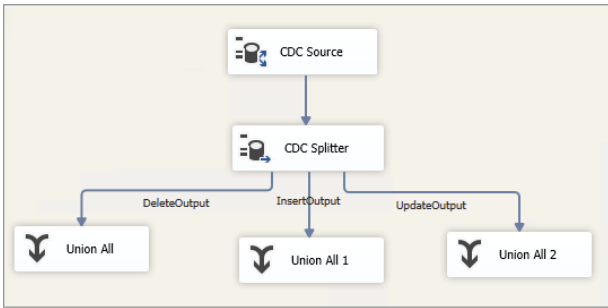 CDC Source
CDC Splitter
DeleteOutput
InsertOutput
UpdateOutput
Union All
Union All 1
Union All 2